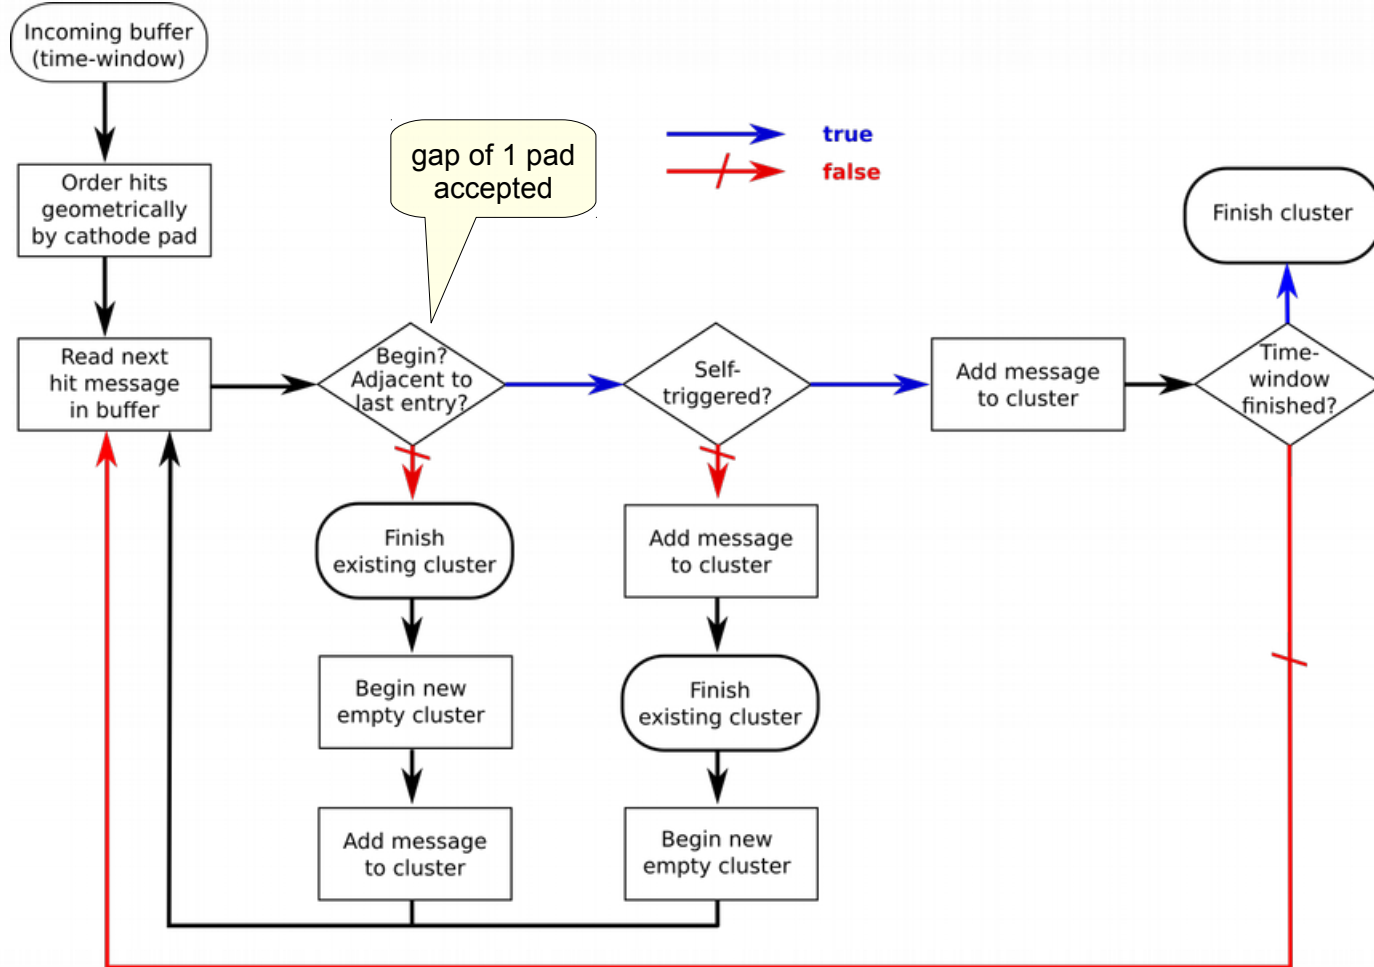 Incoming buffer
(time-window)
Order hits
geometrically
by cathode pad
Read next
hit message
in buffer
gap of 1 pad
accepted
true
false
Begin?
Adjacent to
last entry?
Self-
triggered?
Add message
to cluster
Time-
window
finished?
Finish cluster
Finish
existing cluster
Begin new
empty cluster
Add message
to cluster
Add message
to cluster
Finish
existing cluster
Begin new
empty cluster